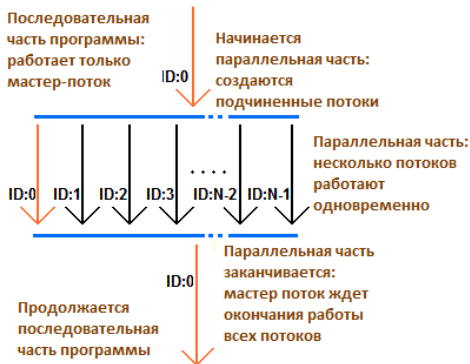 Последовательная
часть программы:
работает только
мастер-поток
ID:0
Начинается
параллельная часть:
создаются
подчиненные потоки
ID:0
ID:1
ID:2
ID:3
. . . .
ID:N-2
ID:N-1
Параллельная часть:
несколько потоков
работают
одновременно
ID:0
Параллельная часть
заканчивается:
мастер поток ждет
окончания работы
всех потоков
Продолжается
последовательная
часть программы